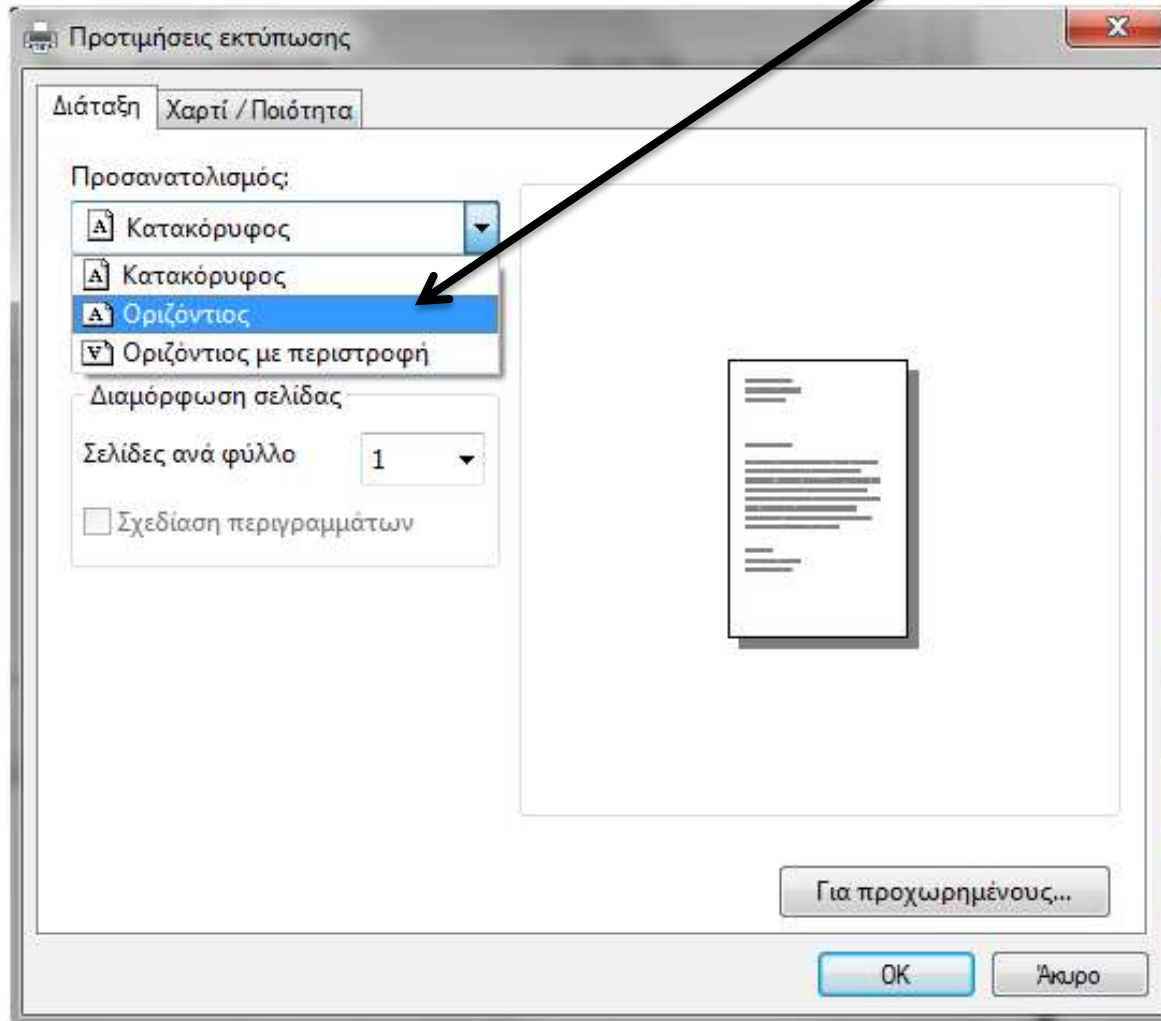 Προτιμήσεις εκτύπωσης
Διάταξη
Χαρτί / Ποιότητα
Προσανατολισμός:
Κατακόρυφος
Κατακόρυφος
Οριζόντιος
Οριζόντιος με περιστροφή
Διαμόρφωση σελίδας
Σελίδες ανά φύλλο 1
Σχεδίαση περιγραμμάτων
Για προχωρημένους...
OK
Άκυρο